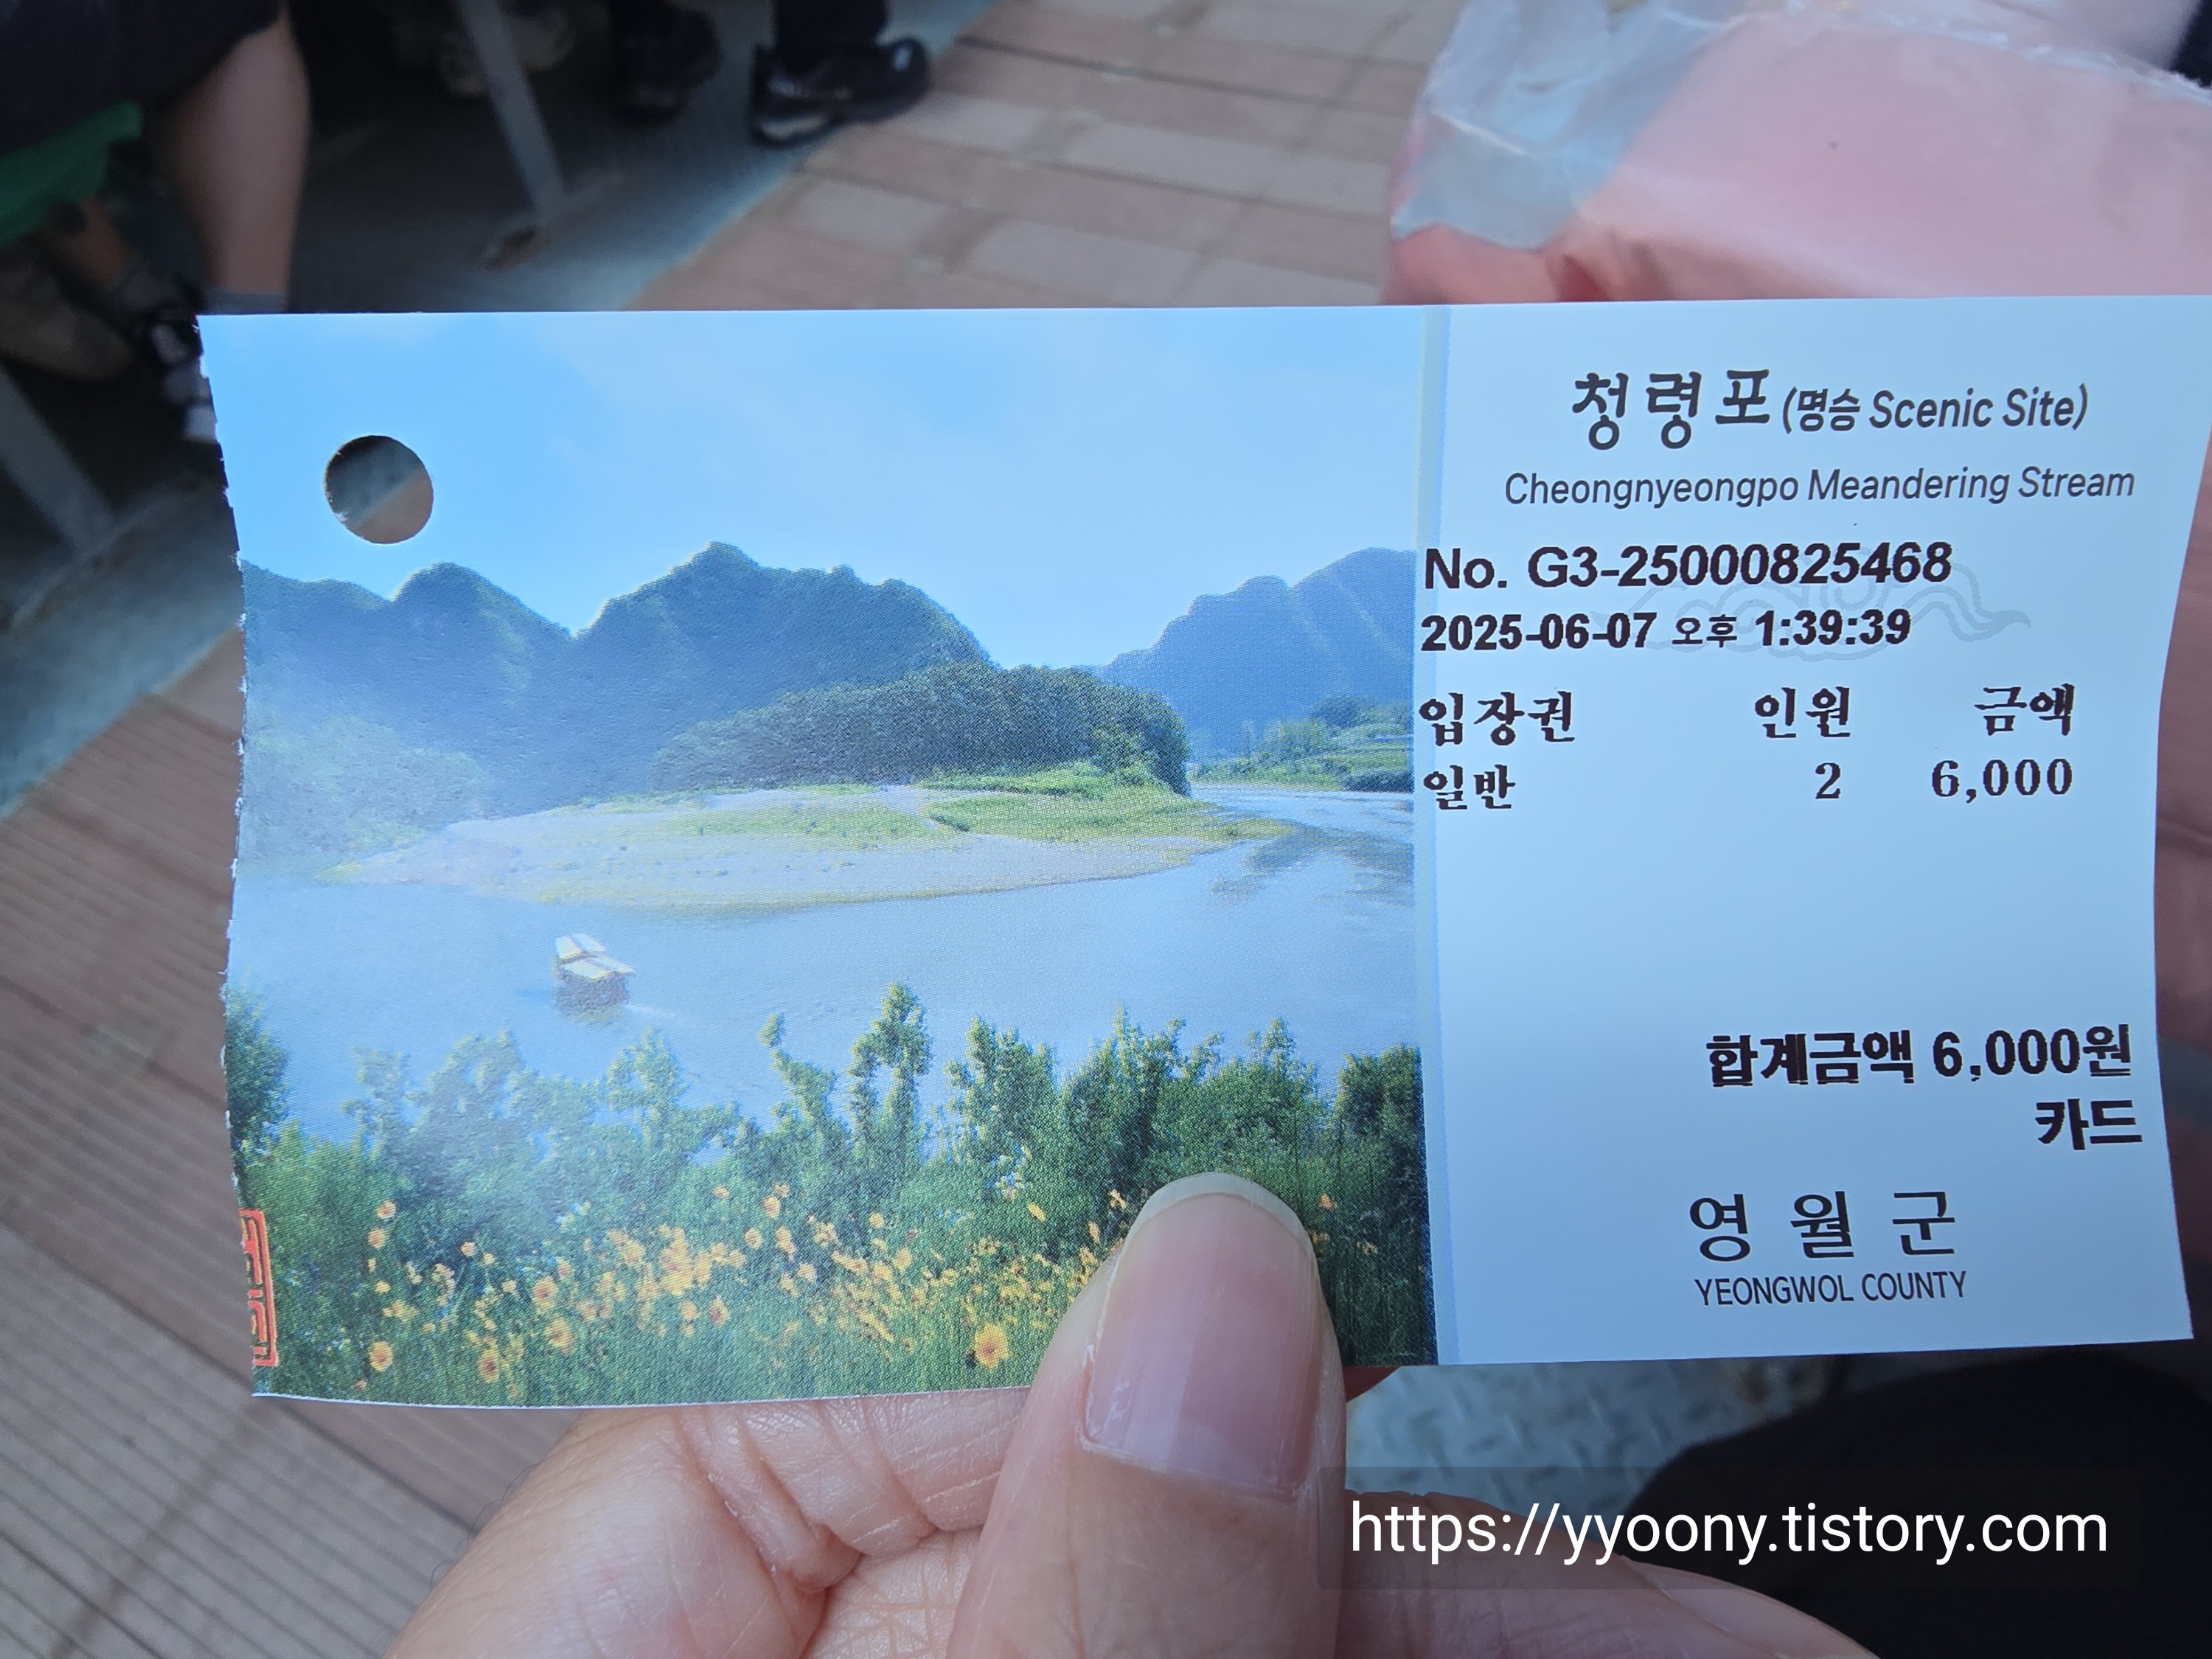 청령포 (명승 Scenic Site)
Cheongnyeongpo Meandering Stream
No. G3-25000825468
2025-06-07 오후 1:39:39
입장권 인원 금액
일반 2 6,000
합계금액 6,000원
카드
영월군
YEONGWOL COUNTY
https://yyoony.tistory.com